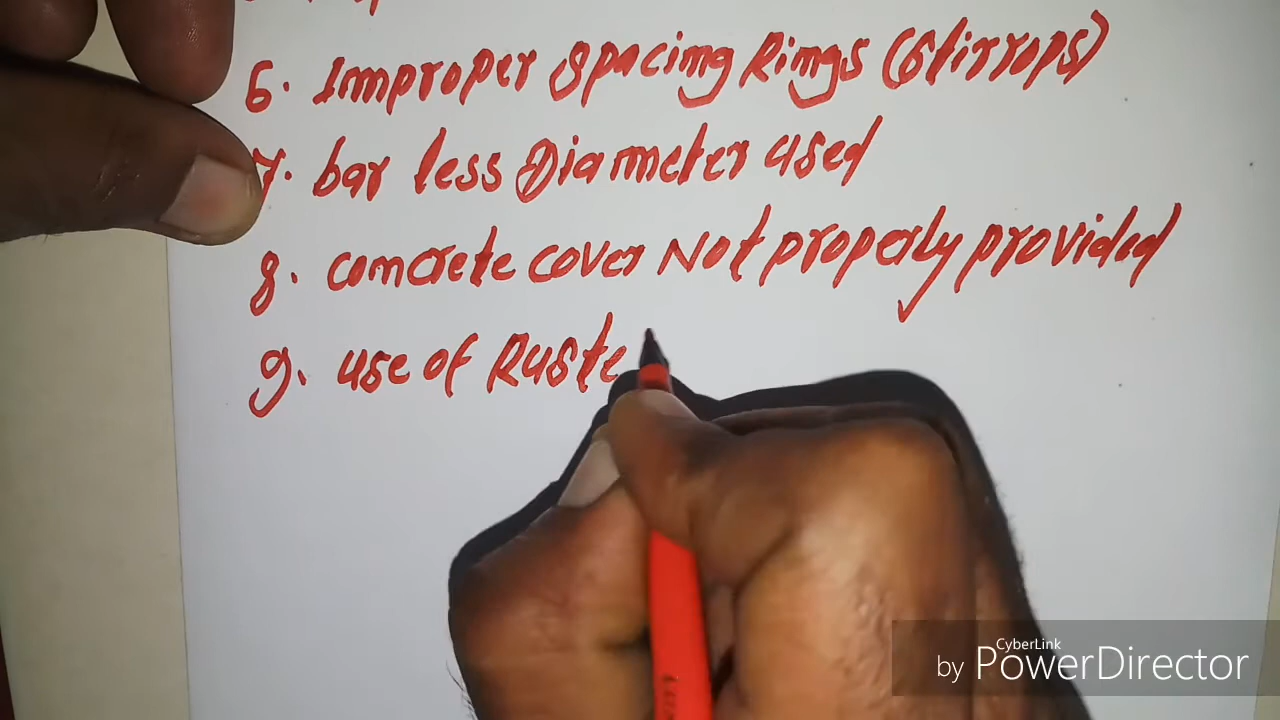 6. Improper spacing Rings (Stirrops)
7. bar less Diameter used
8. concrete cover Not properly provided
9. use of Ruste
CyberLink
by PowerDirector